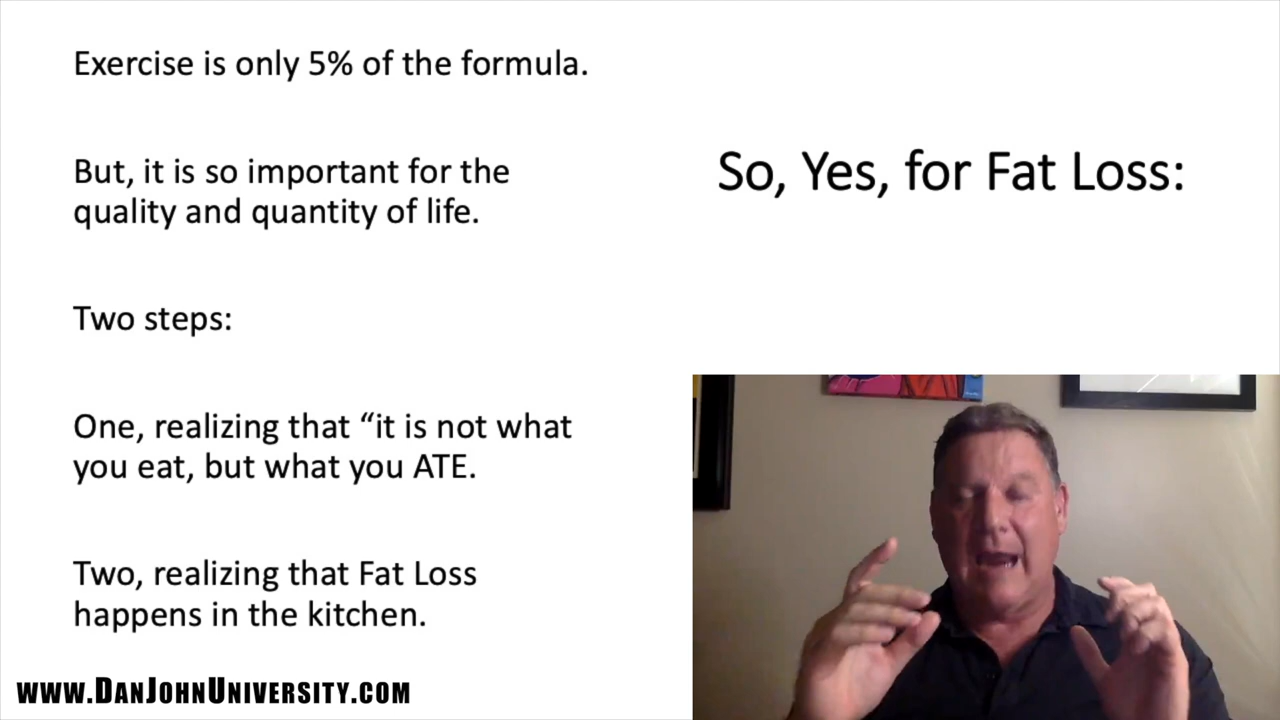 Exercise is only 5% of the formula.
But, it is so important for the
quality and quantity of life.
Two steps:
One, realizing that “it is not what
you eat, but what you ATE.
Two, realizing that Fat Loss
happens in the kitchen.
So, Yes, for Fat Loss:
www.DanJohnUniversity.com